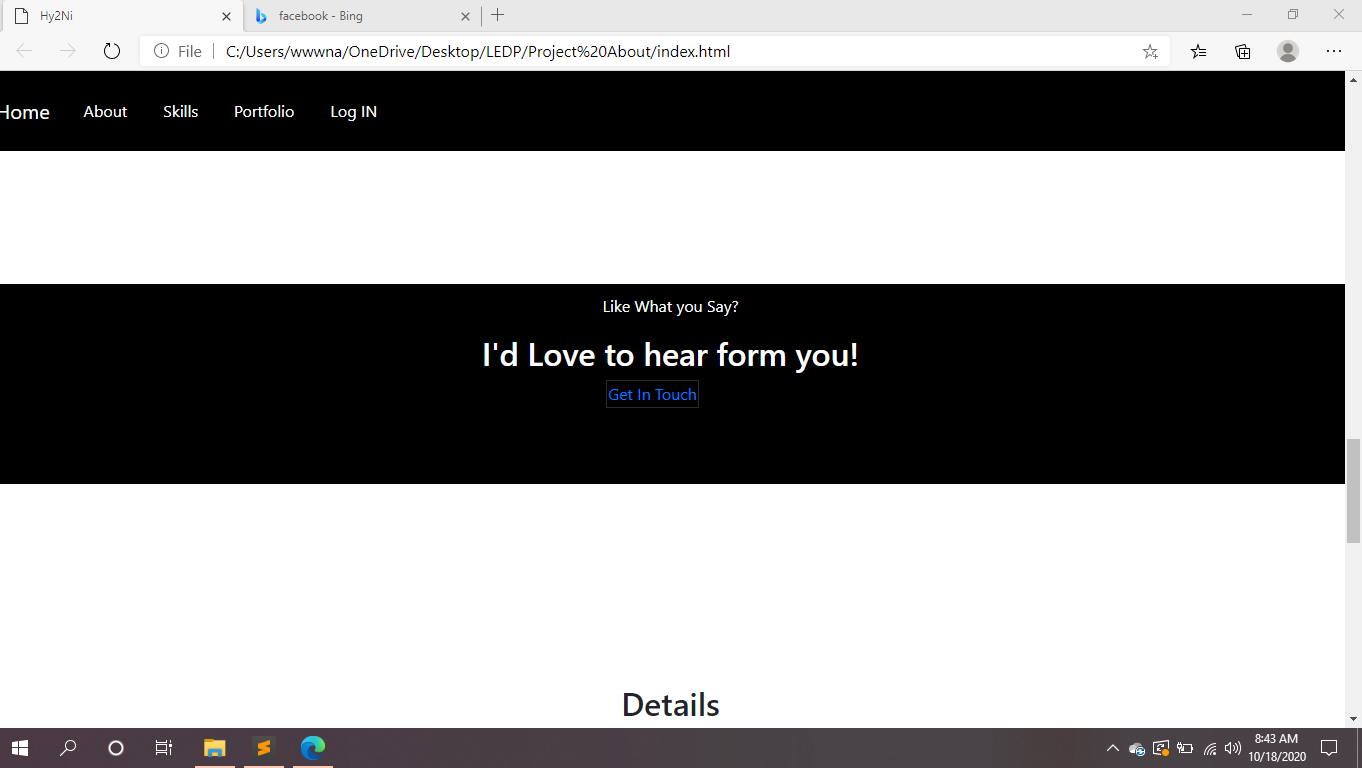 Hy2Ni
facebook - Bing
File
C:/Users/wwwna/OneDrive/Desktop/LEDP/Project%20About/index.html
Home About Skills Portfolio Log IN
Like What you Say?
I'd Love to hear form you!
Get In Touch
Details
8:43 AM
10/18/2020